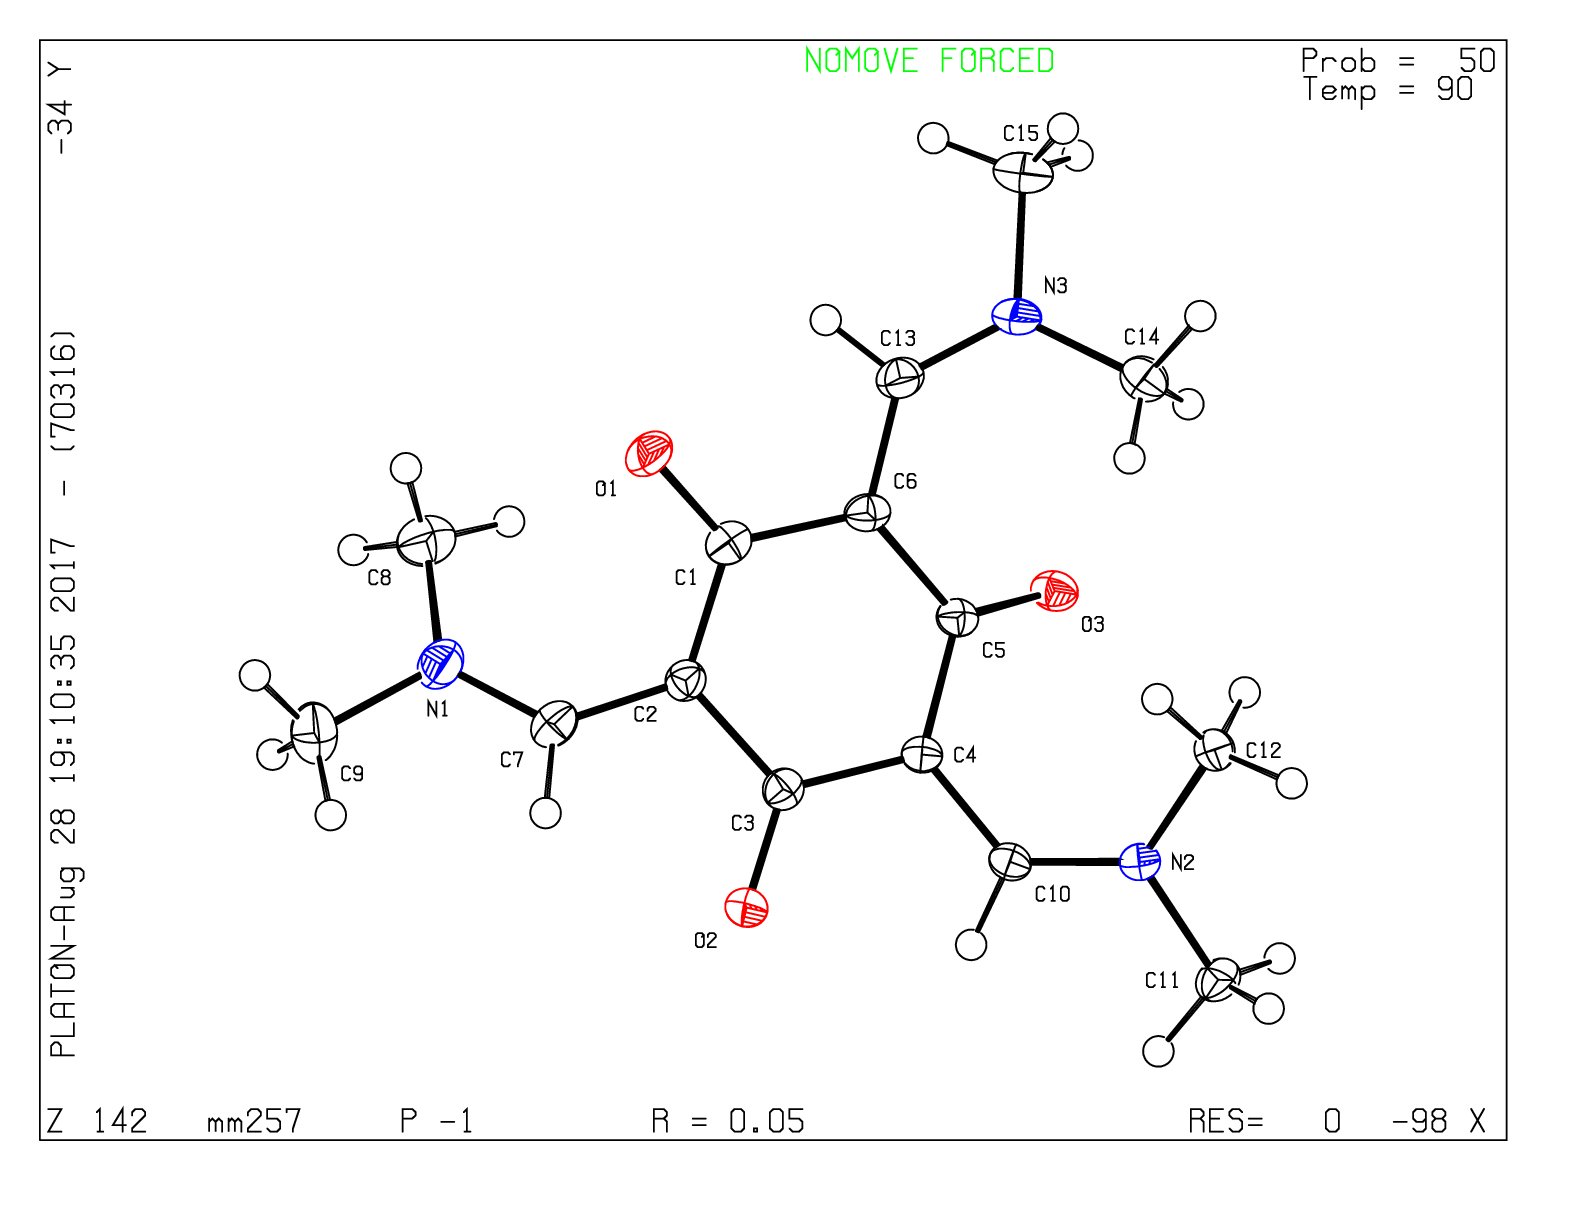 NOMOVE FORCED
Prob = 50
Temp = 90
PLATON-Aug 28 19:10:35 2017 - (70316) -34 Y
C15
N3
C13
C14
C6
O1
C1
C8
O3
C5
N1
C2
C7
C9
C4
C12
C3
N2
C10
O2
C11
Z 142 mm257 P -1 R = 0.05 RES= 0 -98 X